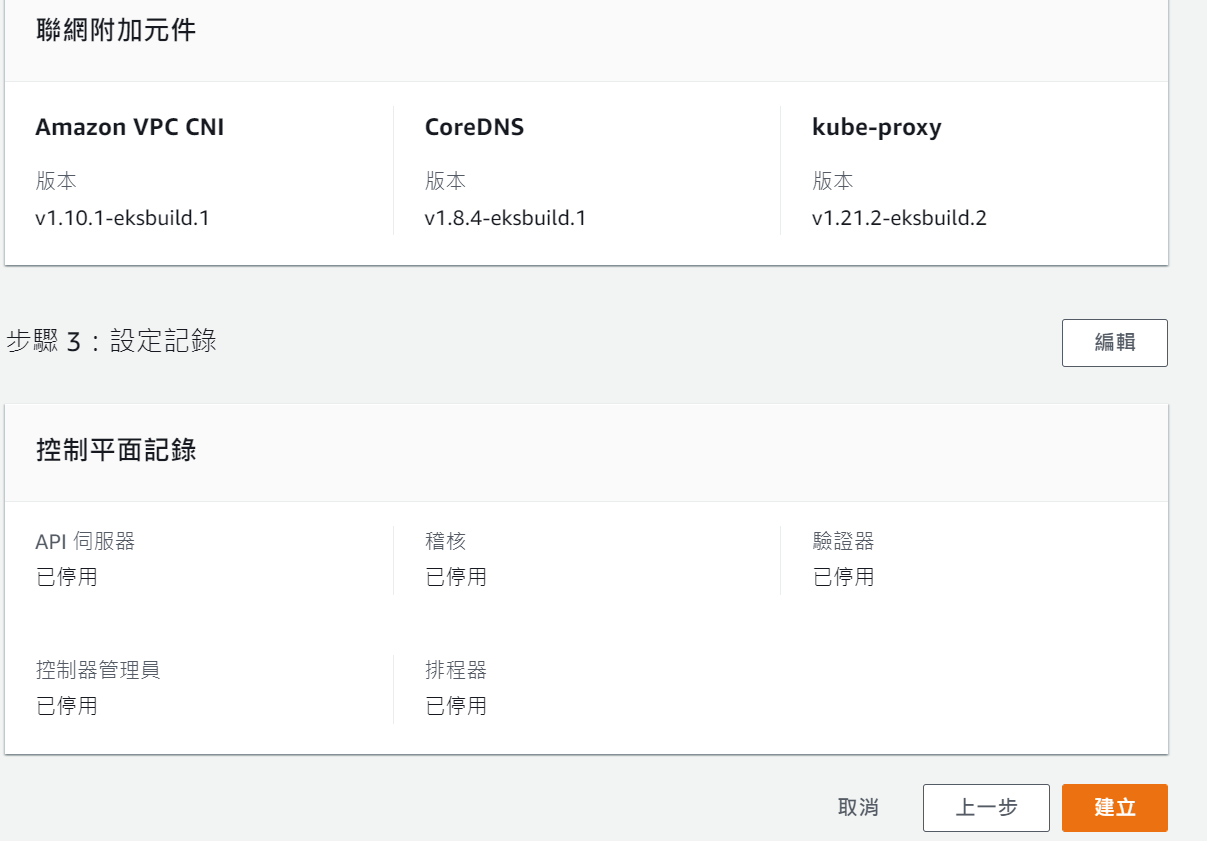 聯網附加元件
Amazon VPC CNI
版本
v1.10.1-eksbuild.1
CoreDNS
版本
v1.8.4-eksbuild.1
kube-proxy
版本
v1.21.2-eksbuild.2
步驟 3：設定記錄
編輯
控制平面記錄
API 伺服器
已停用
稽核
已停用
驗證器
已停用
控制器管理員
已停用
排程器
已停用
取消
上一步
建立